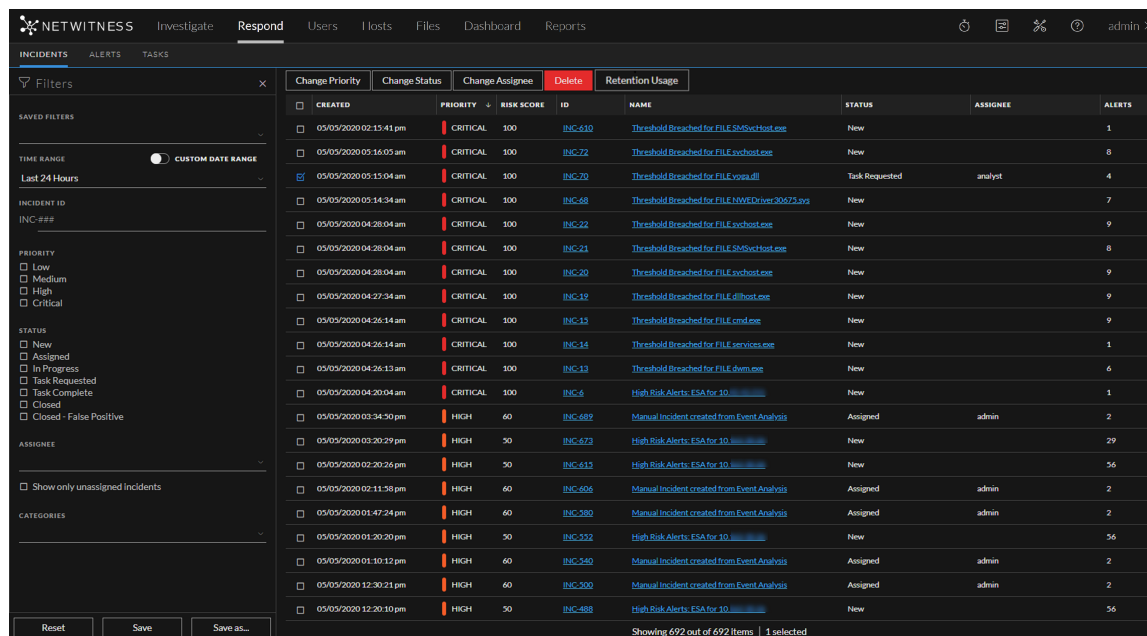 NETWITNESS Investigate Respond Users Hosts Files Dashboard Reports admin
INCIDENTS ALERTS TASKS
Filters
SAVED FILTERS
TIME RANGE CUSTOM DATE RANGE
Last 24 Hours
INCIDENT ID
INC-###
PRIORITY
Low
Medium
High
Critical
STATUS
New
Assigned
In Progress
Task Requested
Task Complete
Closed
Closed - False Positive
ASSIGNEE
Show only unassigned incidents
CATEGORIES
Reset Save Save as...
Change Priority Change Status Change Assignee Delete Retention Usage
CREATED PRIORITY RISK SCORE ID NAME STATUS ASSIGNEE ALERTS
05/05/2020 02:15:41 pm CRITICAL 100 INC-610 Threshold Breached for FILE SMSvcHost.exe New 1
05/05/2020 05:16:05 am CRITICAL 100 INC-72 Threshold Breached for FILE svchost.exe New 8
05/05/2020 05:15:04 am CRITICAL 100 INC-70 Threshold Breached for FILE yoga.dll Task Requested analyst 4
05/05/2020 05:14:34 am CRITICAL 100 INC-68 Threshold Breached for FILE NWEDriver30675.sys New 7
05/05/2020 04:28:04 am CRITICAL 100 INC-22 Threshold Breached for FILE svchost.exe New 9
05/05/2020 04:28:04 am CRITICAL 100 INC-21 Threshold Breached for FILE SMSvcHost.exe New 8
05/05/2020 04:28:04 am CRITICAL 100 INC-20 Threshold Breached for FILE svchost.exe New 9
05/05/2020 04:27:34 am CRITICAL 100 INC-19 Threshold Breached for FILE dllhost.exe New 9
05/05/2020 04:26:14 am CRITICAL 100 INC-15 Threshold Breached for FILE cmd.exe New 9
05/05/2020 04:26:14 am CRITICAL 100 INC-14 Threshold Breached for FILE services.exe New 1
05/05/2020 04:26:13 am CRITICAL 100 INC-13 Threshold Breached for FILE dwm.exe New 6
05/05/2020 04:20:04 am CRITICAL 100 INC-6 High Risk Alerts: ESA for 10. New 1
05/05/2020 03:34:50 pm HIGH 60 INC-689 Manual Incident created from Event Analysis Assigned admin 2
05/05/2020 03:20:29 pm HIGH 50 INC-673 High Risk Alerts: ESA for 10. New 29
05/05/2020 02:20:26 pm HIGH 50 INC-615 High Risk Alerts: ESA for 10. New 56
05/05/2020 02:11:58 pm HIGH 60 INC-606 Manual Incident created from Event Analysis Assigned admin 2
05/05/2020 01:47:24 pm HIGH 60 INC-580 Manual Incident created from Event Analysis Assigned admin 2
05/05/2020 01:20:20 pm HIGH 50 INC-552 High Risk Alerts: ESA for 10. New 56
05/05/2020 01:10:12 pm HIGH 60 INC-540 Manual Incident created from Event Analysis Assigned admin 2
05/05/2020 12:30:21 pm HIGH 60 INC-500 Manual Incident created from Event Analysis Assigned admin 2
05/05/2020 12:20:10 pm HIGH 50 INC-488 High Risk Alerts: ESA for 10. New 56
Showing 692 out of 692 items | 1 selected